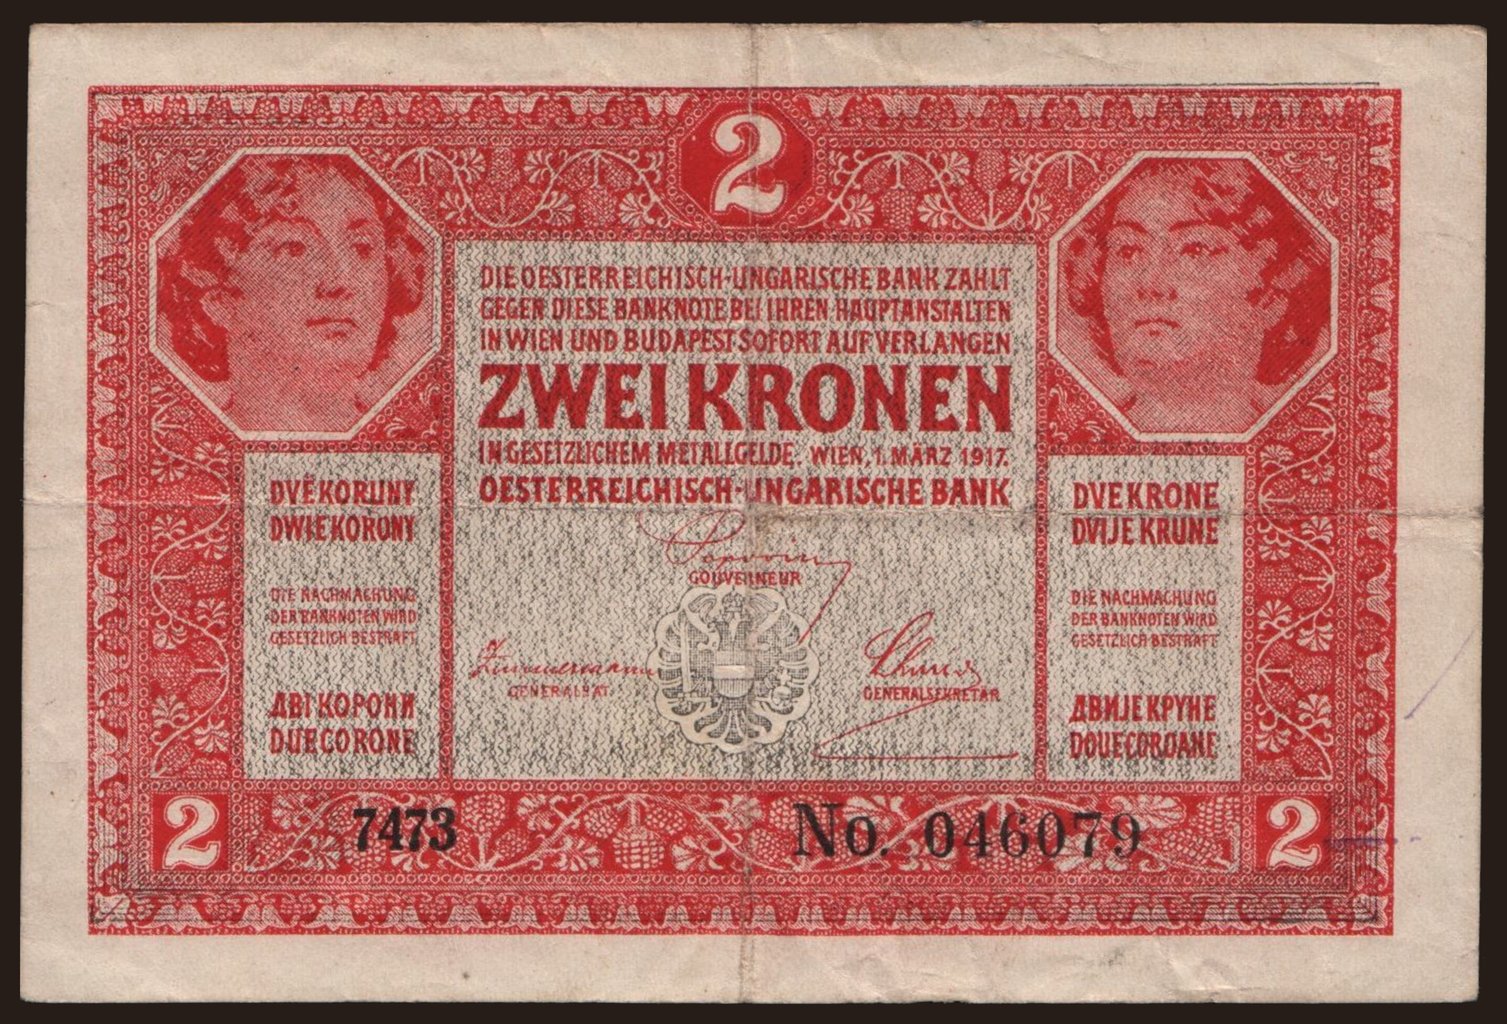 2
DIE OESTERREICHISCH-UNGARISCHE BANK ZAHLT
GEGEN DIESE BANKNOTE BEI IHREN HAUPTANSTALTEN
IN WIEN UND BUDAPEST SOFORT AUF VERLANGEN
ZWEI KRONEN
IN GESETZLICHEM METALLGELDE. WIEN, 1. MÄRZ 1917.
OESTERREICHISCH-UNGARISCHE BANK
DVĚ KORUNY
DWIE KORONY
DIE NACHMACHUNG
DER BANKNOTEN WIRD
GESETZLICH BESTRAFT
ДВІ КОРОНИ
DUE CORONE
GOUVERNEUR
Zimmermann
GENERALRAT
GENERALSEKRETÄR
DVE KRONE
DVIJE KRUNE
DIE NACHMACHUNG
DER BANKNOTEN WIRD
GESETZLICH BESTRAFT
ДВИЈЕ КРУНЕ
DOUE COROANE
2
7473
No. 046079
2